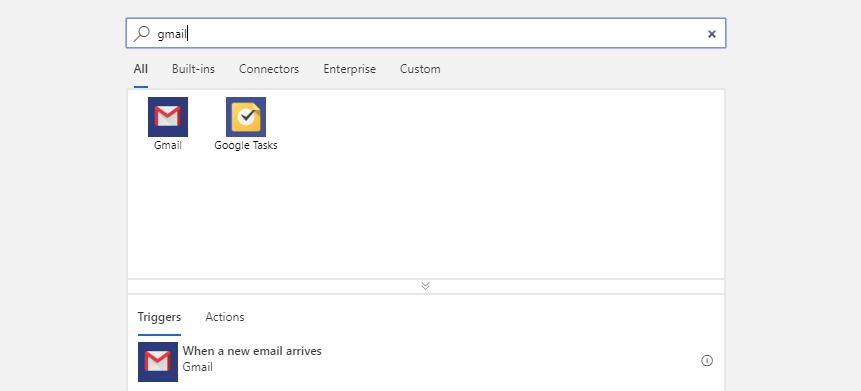 gmail
All Built-ins Connectors Enterprise Custom
Gmail Google Tasks
Triggers Actions
When a new email arrives
Gmail